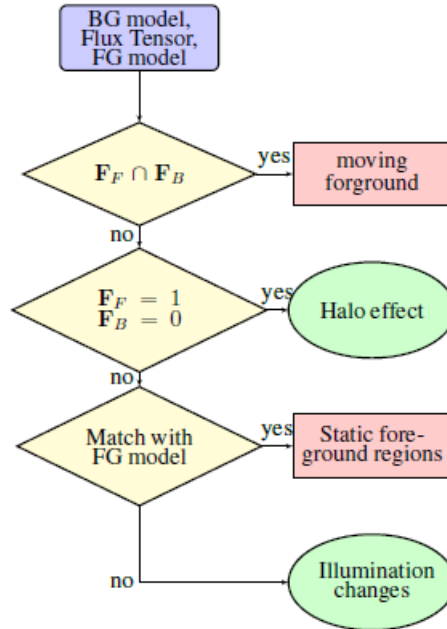 BG model,
Flux Tensor,
FG model
F_F ∩ F_B
yes
moving
forground
no
F_F = 1
F_B = 0
yes
Halo effect
no
Match with
FG model
yes
Static fore-
ground regions
no
Illumination
changes